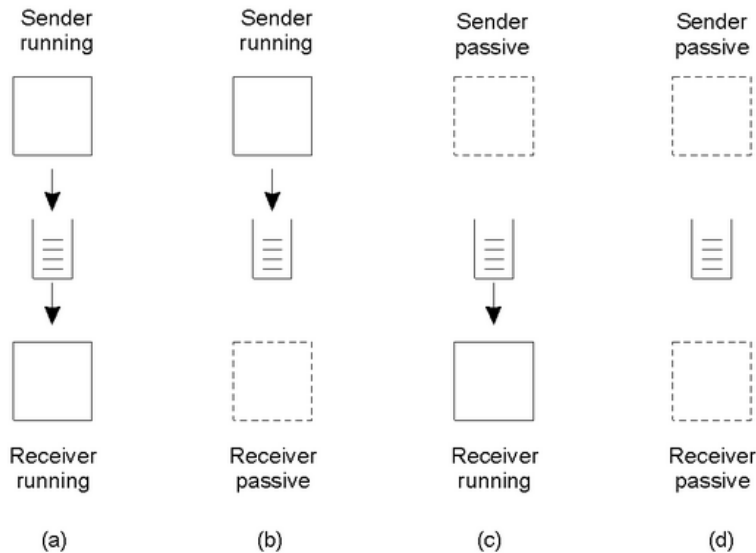 Sender
running
Sender
running
Sender
passive
Sender
passive
Receiver
running
Receiver
passive
Receiver
running
Receiver
passive
(a)
(b)
(c)
(d)